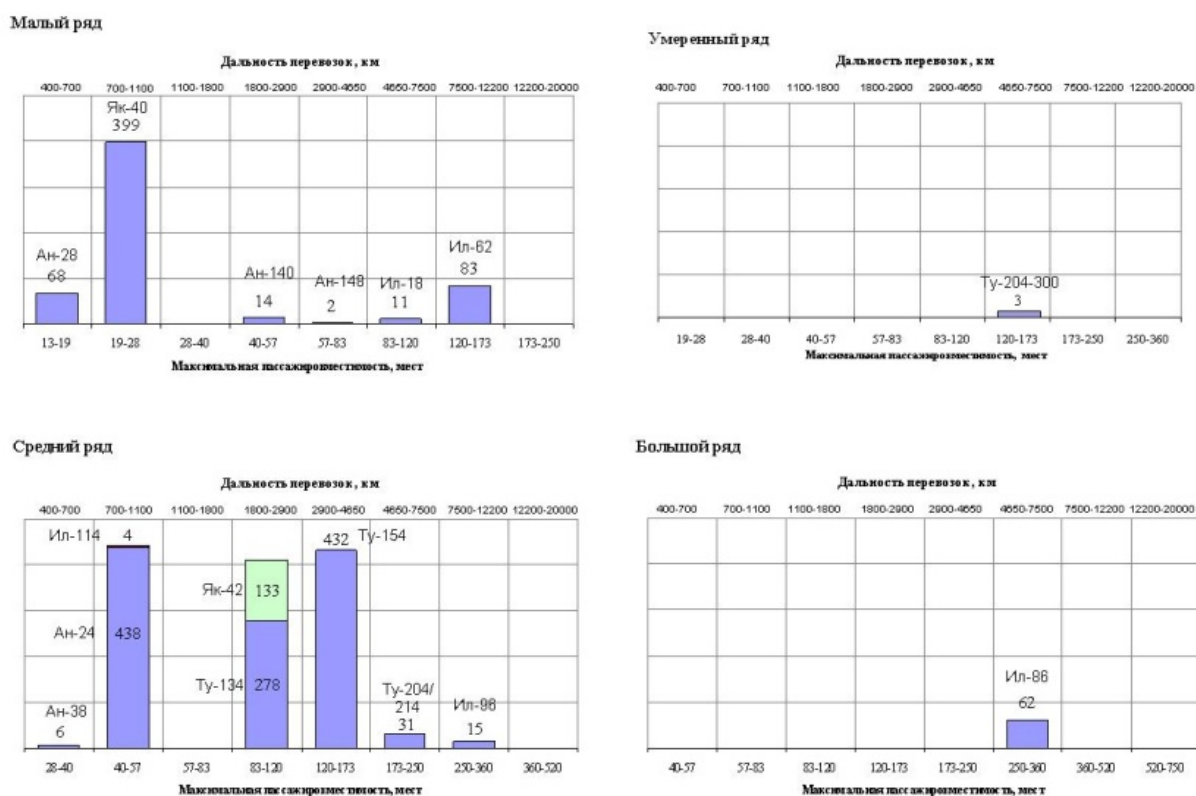 Малый ряд
Дальность перевозок, км
400-700 700-1100 1100-1800 1800-2900 2900-4650 4650-7500 7500-12200 12200-20000
Як-40
399
Ан-28
68
Ан-140
14
Ан-148
2
Ил-18
11
Ил-62
83
13-19 19-28 28-40 40-57 57-83 83-120 120-173 173-250
Максимальная пассажировместимость, мест
Умеренный ряд
Дальность перевозок, км
400-700 700-1100 1100-1800 1800-2900 2900-4650 4650-7500 7500-12200 12200-20000
Ту-204-300
3
19-28 28-40 40-57 57-83 83-120 120-173 173-250 250-360
Максимальная пассажировместимость, мест
Средний ряд
Дальность перевозок, км
400-700 700-1100 1100-1800 1800-2900 2900-4650 4650-7500 7500-12200 12200-20000
Ил-114 4
432 Ту-154
Як-42 133
Ан-24 438
Ту-134 278
Ту-204/
214
31
Ан-38
6
Ил-96
15
28-40 40-57 57-83 83-120 120-173 173-250 250-360 360-520
Максимальная пассажировместимость, мест
Большой ряд
Дальность перевозок, км
400-700 700-1100 1100-1800 1800-2900 2900-4650 4650-7500 7500-12200 12200-20000
Ил-86
62
40-57 57-83 83-120 120-173 173-250 250-360 360-520 520-750
Максимальная пассажировместимость, мест